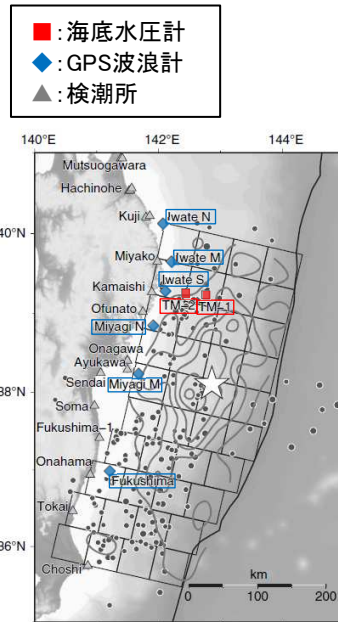 ■:海底水圧計
◆:GPS波浪計
▲:検潮所
140°E 142°E 144°E
Mutsuogawara
Hachinohe
Kuji
Iwate N
40°N
Miyako
Iwate M
Kamaishi
Iwate S
TM-2
TM-1
Ofunato
Miyagi N
Onagawa
Ayukawa
38°N
Sendai
Miyagi M
Soma
Fukushima-1
Onahama
Fukushima
Tokai
36°N
Choshi
km
0 100 200